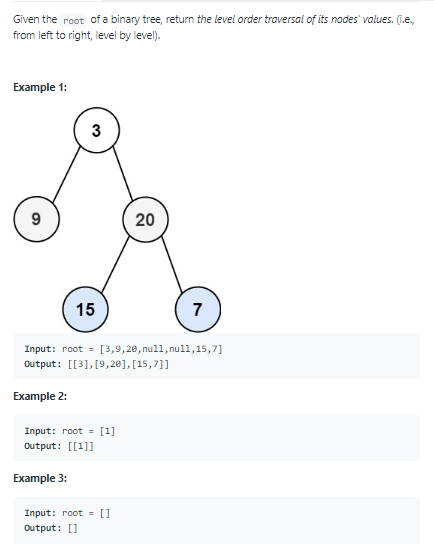 Given the root of a binary tree, return the level order traversal of its nodes' values. (i.e.,
from left to right, level by level).
Example 1:
3
9
20
15
7
Input: root = [3,9,20,null,null,15,7]
Output: [[3],[9,20],[15,7]]
Example 2:
Input: root = [1]
Output: [[1]]
Example 3:
Input: root = []
Output: []